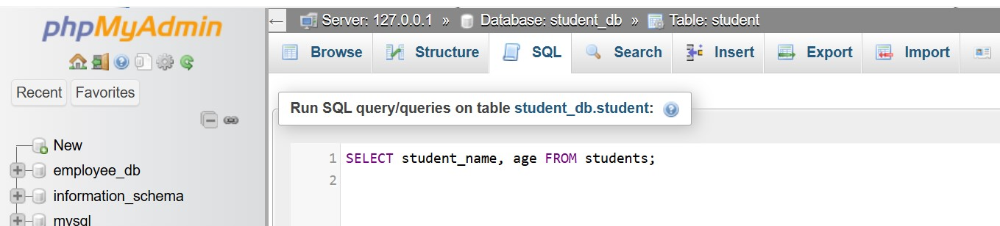 phpMyAdmin
Recent Favorites
New
employee_db
information_schema
mysql
← Server: 127.0.0.1 » Database: student_db » Table: student
Browse Structure SQL Search Insert Export Import
Run SQL query/queries on table student_db.student:
1 SELECT student_name, age FROM students;
2